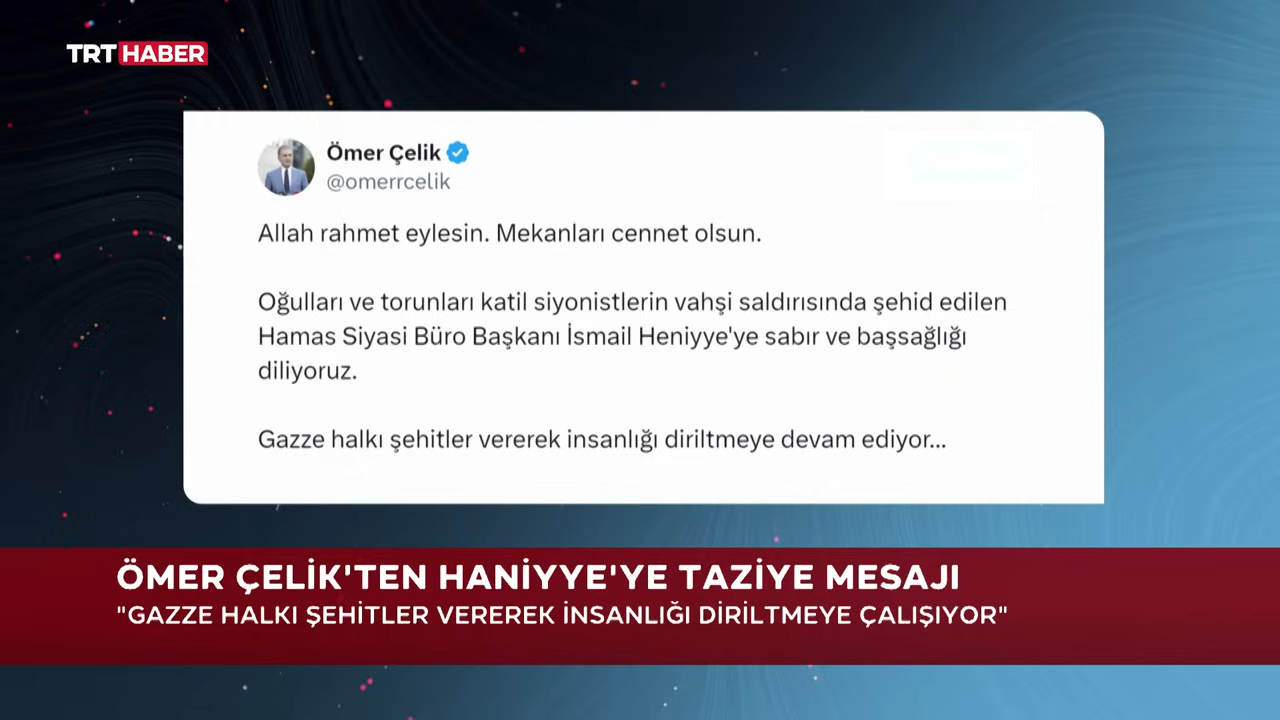 TRT HABER
Ömer Çelik
@omerrcelik
Allah rahmet eylesin. Mekanları cennet olsun.
Oğulları ve torunları katil siyonistlerin vahşi saldırısında şehid edilen
Hamas Siyasi Büro Başkanı İsmail Heniyye'ye sabır ve başsağlığı
diliyoruz.
Gazze halkı şehitler vererek insanlığı diriltmeye devam ediyor...
ÖMER ÇELİK'TEN HANİYYE'YE TAZİYE MESAJI
"GAZZE HALKI ŞEHİTLER VEREREK İNSANLIĞI DİRİLTMEYE ÇALIŞIYOR"